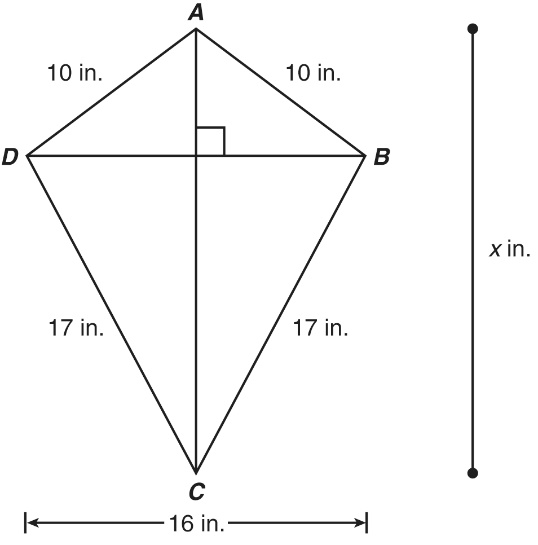 A
10 in.
10 in.
D
B
x in.
17 in.
17 in.
C
16 in.